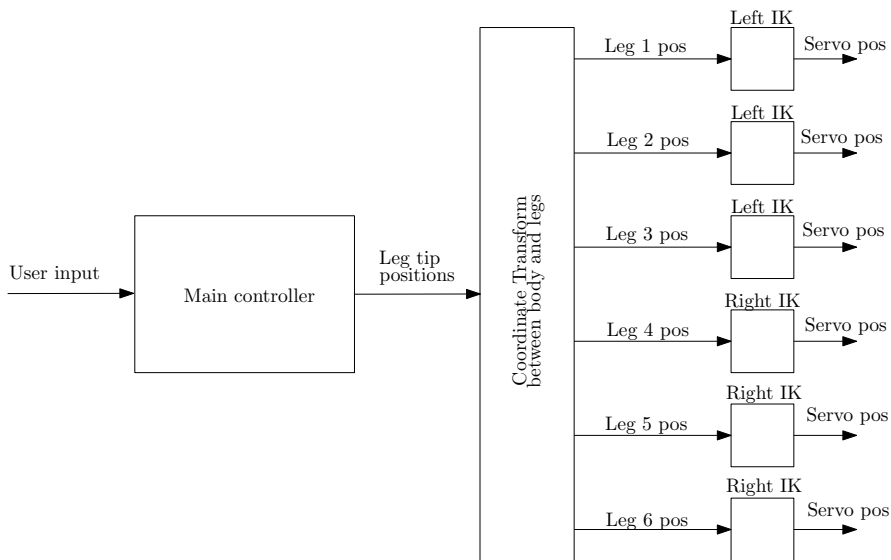 User input
Main controller
Leg tip
positions
Coordinate Transform
between body and legs
Leg 1 pos
Left IK
Servo pos
Leg 2 pos
Left IK
Servo pos
Leg 3 pos
Left IK
Servo pos
Leg 4 pos
Right IK
Servo pos
Leg 5 pos
Right IK
Servo pos
Leg 6 pos
Right IK
Servo pos